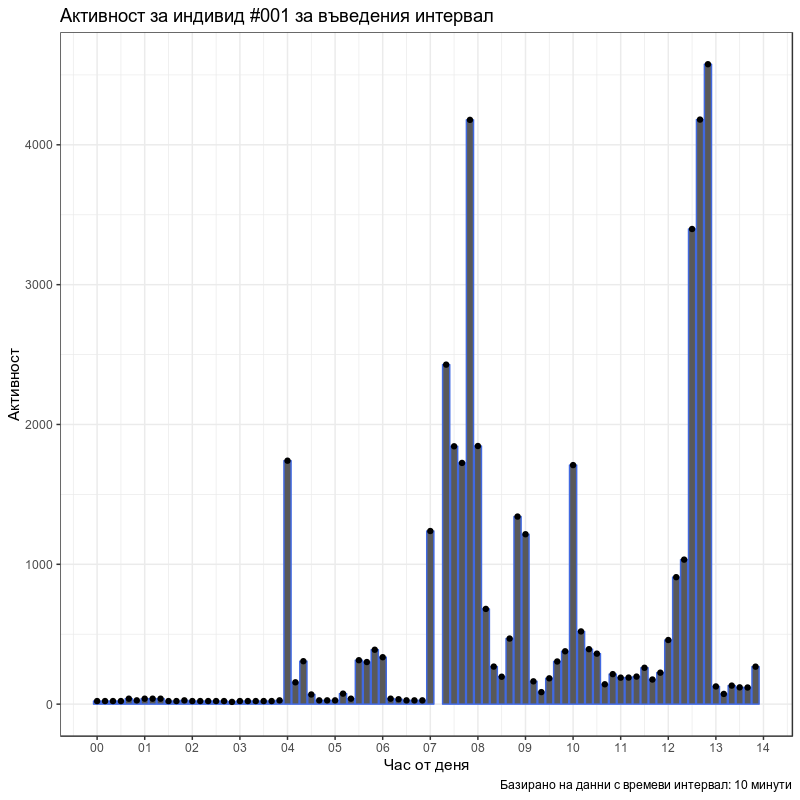 Активност за индивид #001 за въведения интервал
Активност
4000
3000
2000
1000
0
00 01 02 03 04 05 06 07 08 09 10 11 12 13 14
Час от деня
Базирано на данни с времеви интервал: 10 минути